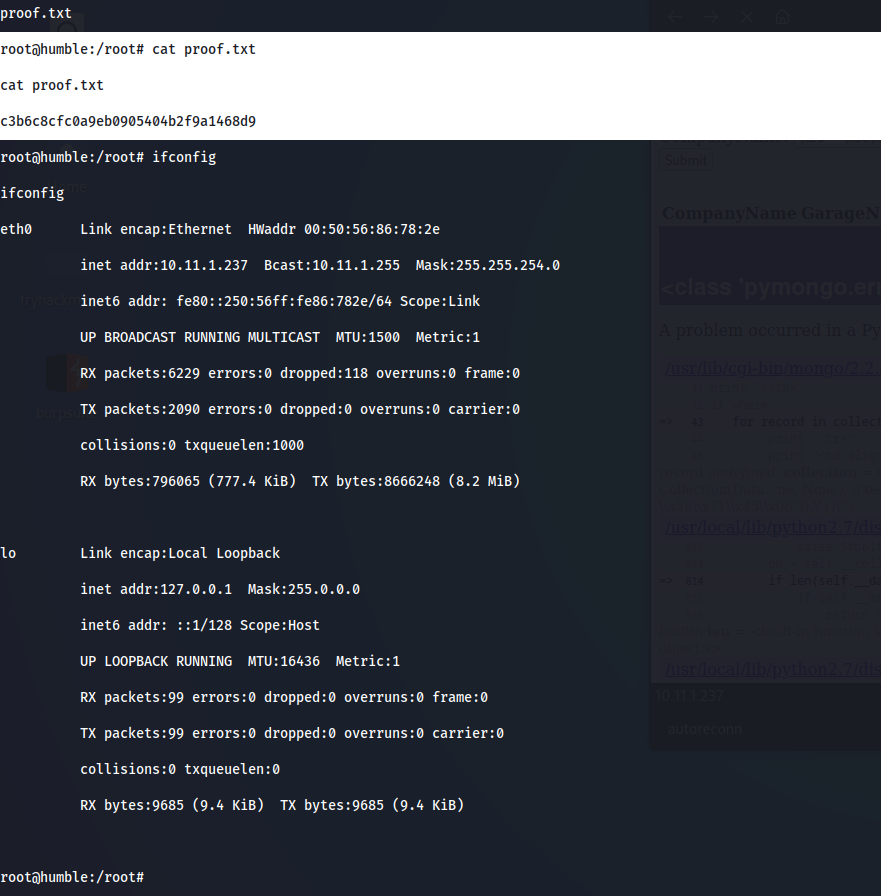 proof.txt
root@humble:/root# cat proof.txt
cat proof.txt
c3b6c8cfc0a9eb0905404b2f9a1468d9
root@humble:/root# ifconfig
ifconfig
eth0      Link encap:Ethernet  HWaddr 00:50:56:86:78:2e
          inet addr:10.11.1.237  Bcast:10.11.1.255  Mask:255.255.254.0
          inet6 addr: fe80::250:56ff:fe86:782e/64 Scope:Link
          UP BROADCAST RUNNING MULTICAST  MTU:1500  Metric:1
          RX packets:6229 errors:0 dropped:118 overruns:0 frame:0
          TX packets:2090 errors:0 dropped:0 overruns:0 carrier:0
          collisions:0 txqueuelen:1000
          RX bytes:796065 (777.4 KiB)  TX bytes:8666248 (8.2 MiB)
lo        Link encap:Local Loopback
          inet addr:127.0.0.1  Mask:255.0.0.0
          inet6 addr: ::1/128 Scope:Host
          UP LOOPBACK RUNNING  MTU:16436  Metric:1
          RX packets:99 errors:0 dropped:0 overruns:0 frame:0
          TX packets:99 errors:0 dropped:0 overruns:0 carrier:0
          collisions:0 txqueuelen:0
          RX bytes:9685 (9.4 KiB)  TX bytes:9685 (9.4 KiB)
root@humble:/root#
Submit
CompanyName GarageN
<class 'pymongo.er
A problem occurred in a Py
/usr/lib/cgi-bin/mongo/2.2.
=> 43 for record in collect
/usr/local/lib/python2.7/dis
=> 814 if len(self.__da
/usr/local/lib/python2.7/dis
10.11.1.237
autorecon